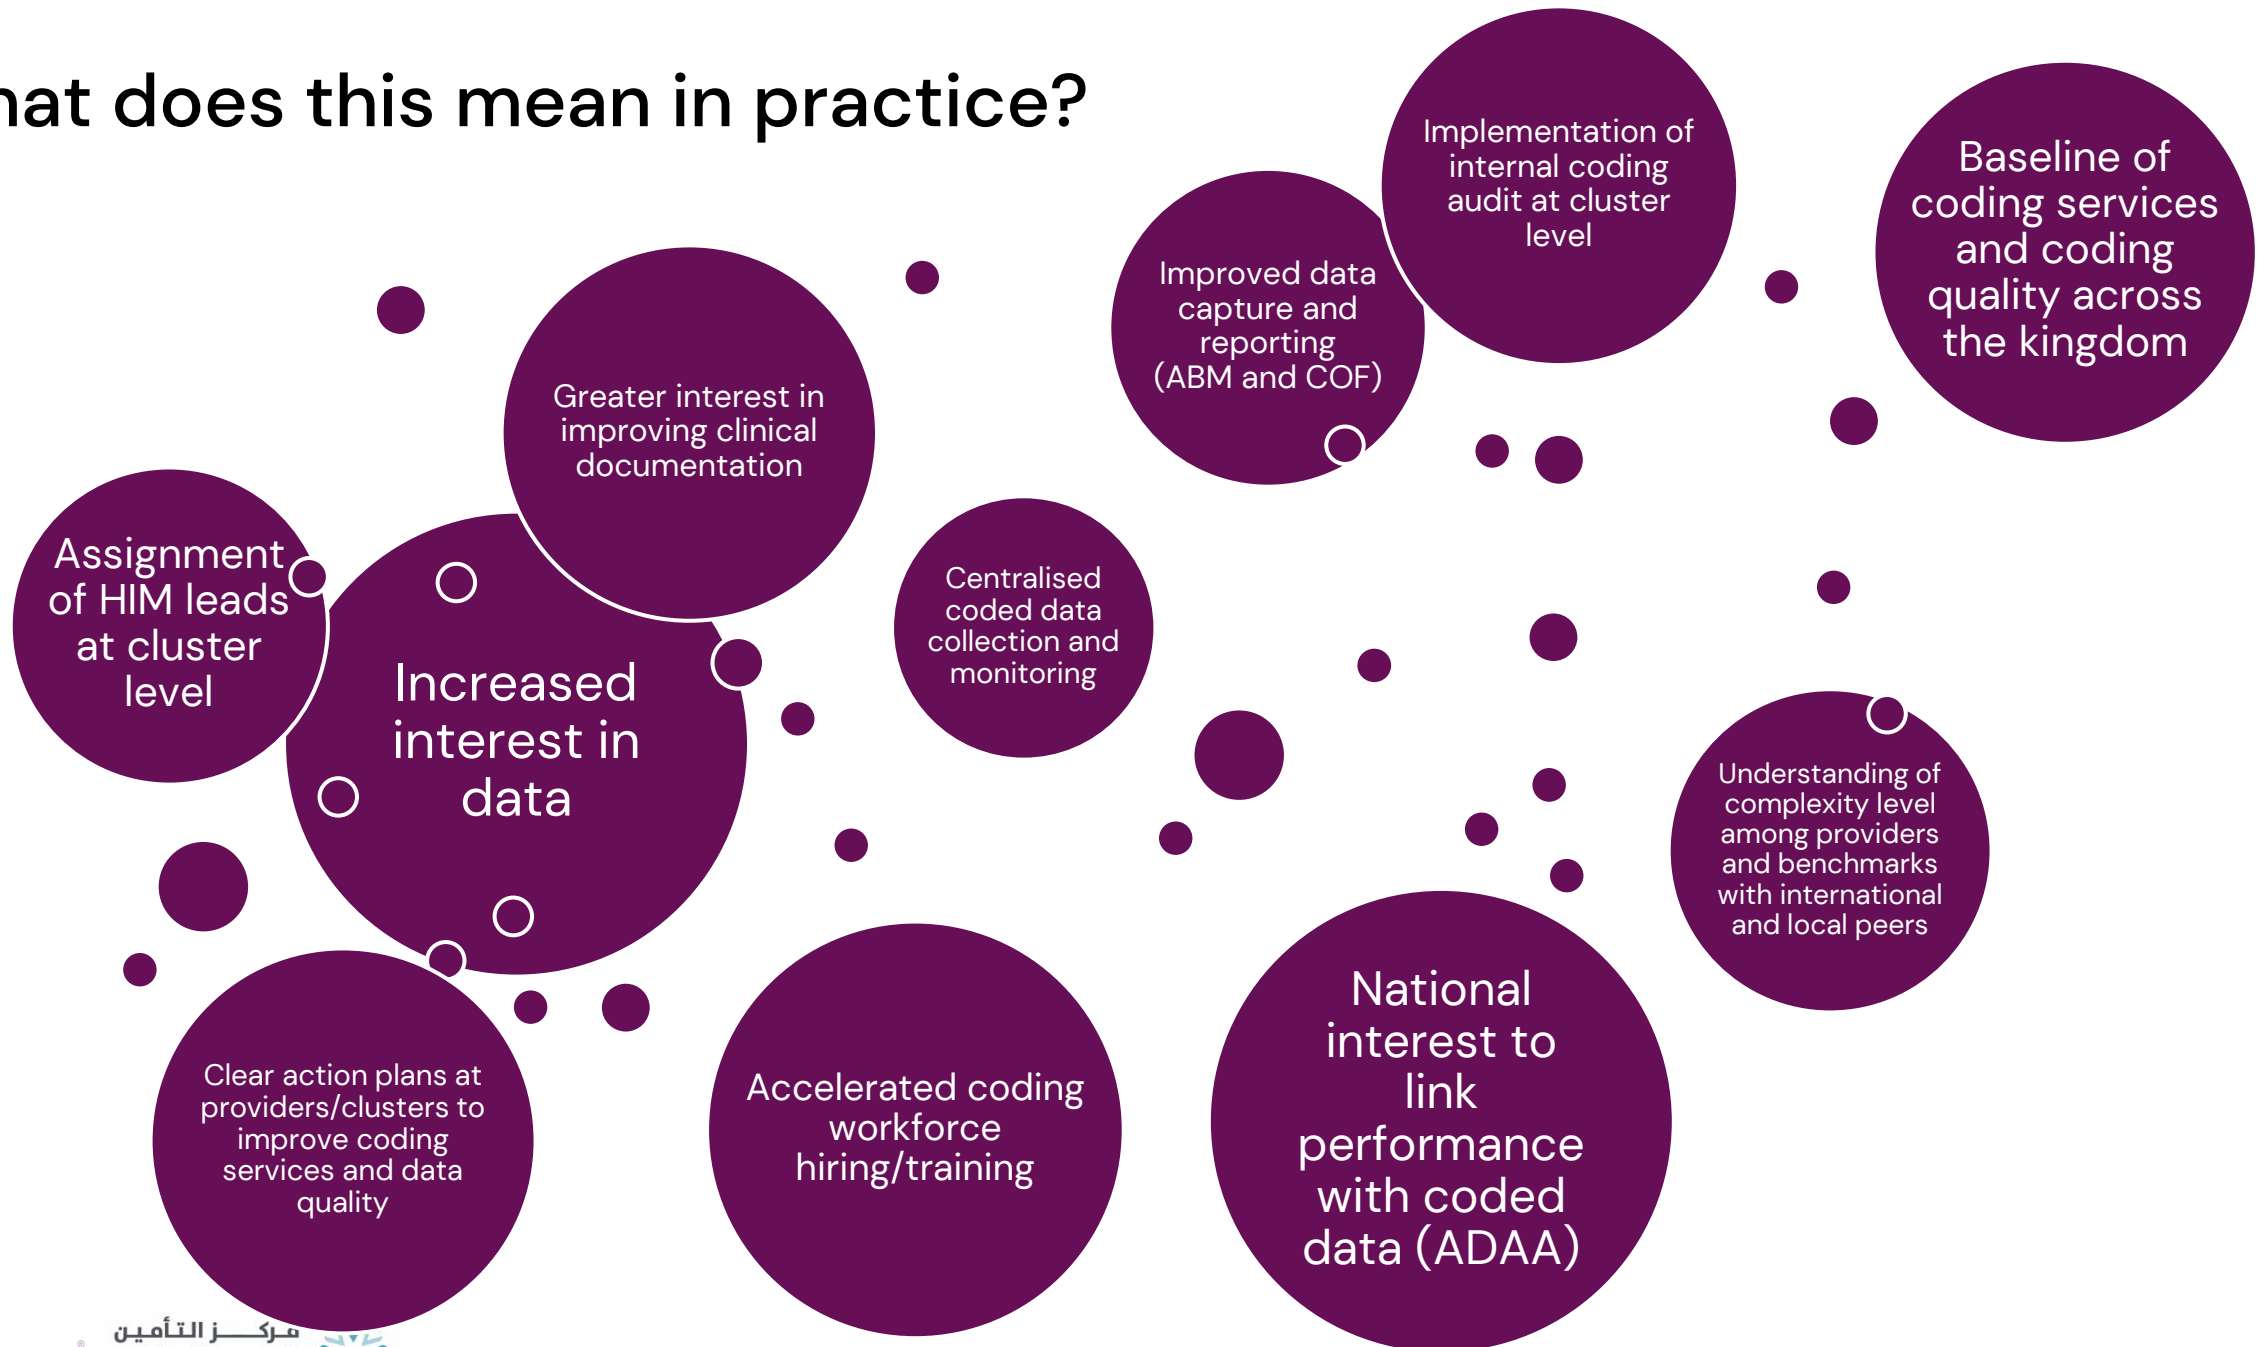 hat does this mean in practice?
Implementation of
internal coding
audit at cluster
level
Baseline of
coding services
and coding
quality across
the kingdom
Improved data
capture and
reporting
(ABM and COF)
Greater interest in
improving clinical
documentation
Assignment
of HIM leads
at cluster
level
Increased
interest in
data
Centralised
coded data
collection and
monitoring
Understanding of
complexity level
among providers
and benchmarks
with international
and local peers
Clear action plans at
providers/clusters to
improve coding
services and data
quality
Accelerated coding
workforce
hiring/training
National
interest to
link
performance
with coded
data (ADAA)
مركز التأمين
®